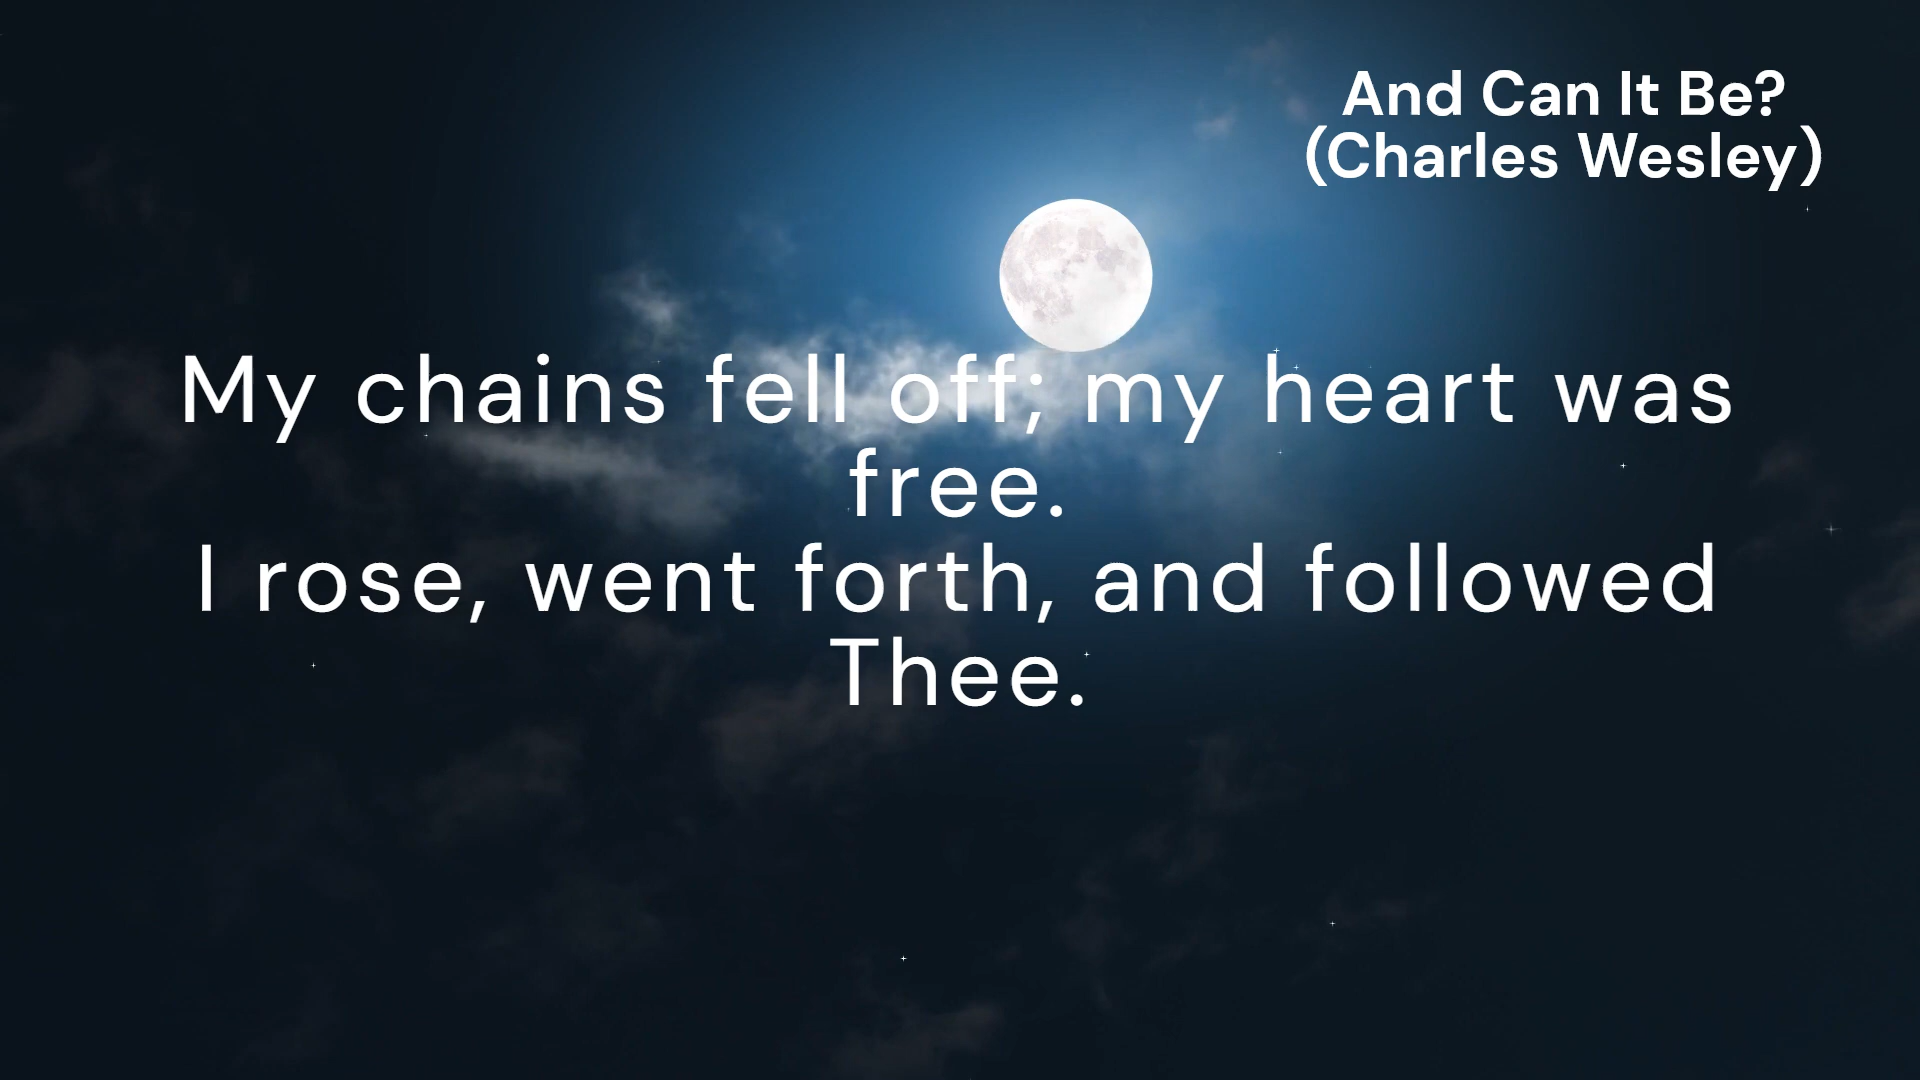 And Can It Be?
(Charles Wesley)
My chains fell off; my heart was
free.
I rose, went forth, and followed
Thee.